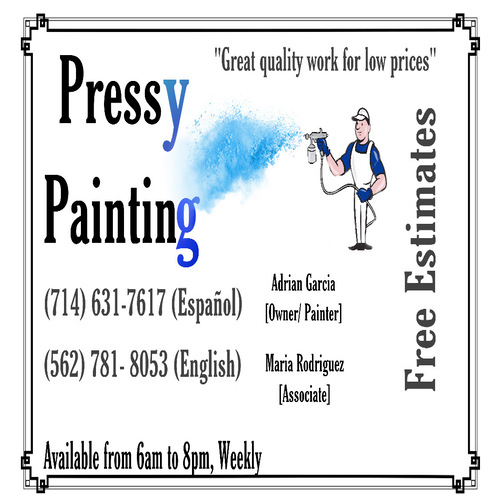 "Great quality work for low prices"
Pressy
Painting
Free Estimates
(714) 631-7617 (Español)
(562) 781- 8053 (English)
Adrian Garcia
[Owner/ Painter]
Maria Rodriguez
[Associate]
Available from 6am to 8pm, Weekly